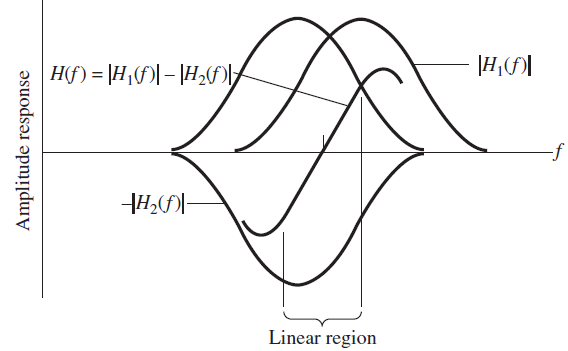 H(f) = |H₁(f)| – |H₂(f)|
|H₁(f)|
Amplitude response
f
–|H₂(f)|
Linear region